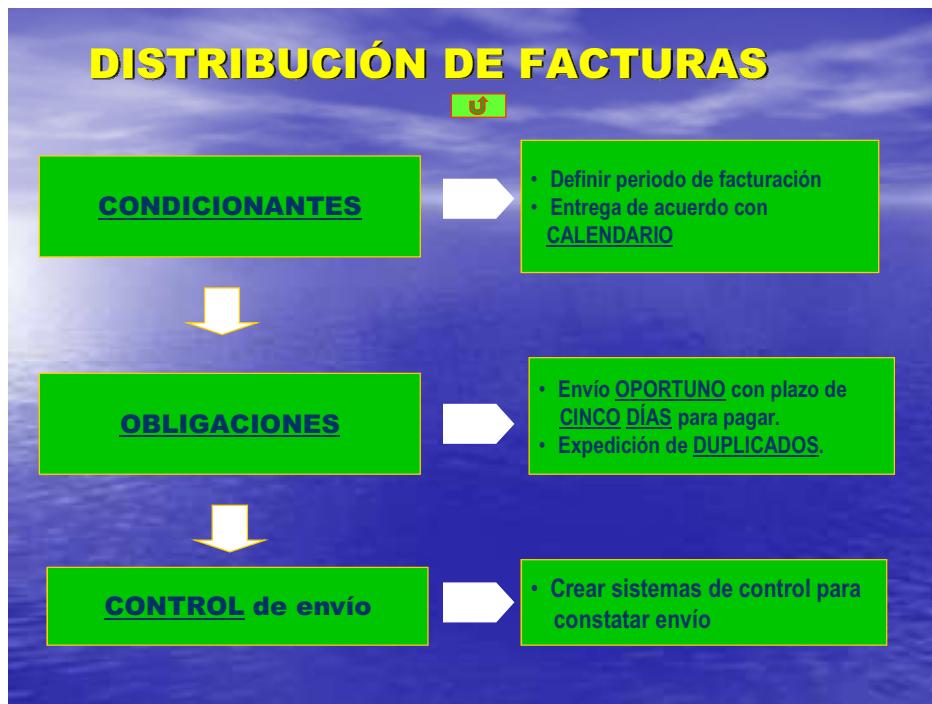 DISTRIBUCIÓN DE FACTURAS
CONDICIONANTES
• Definir periodo de facturación
• Entrega de acuerdo con
CALENDARIO
OBLIGACIONES
• Envío OPORTUNO con plazo de
CINCO DÍAS para pagar.
• Expedición de DUPLICADOS.
CONTROL de envío
• Crear sistemas de control para
constatar envío